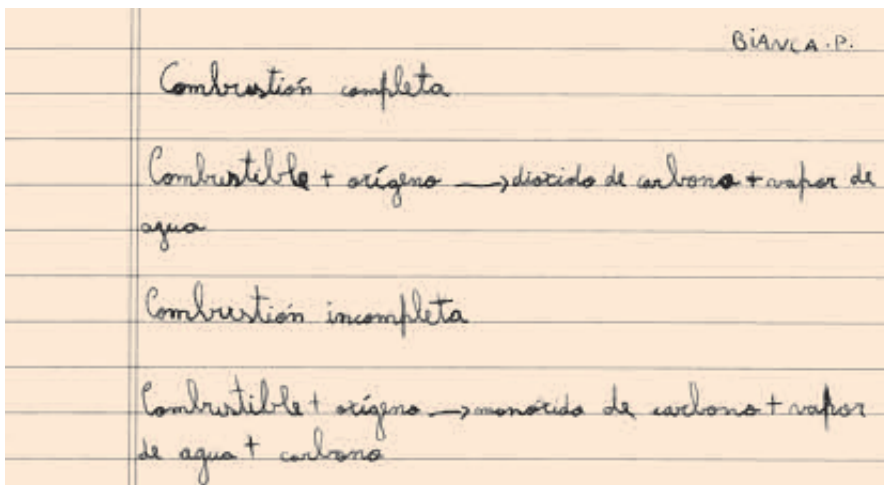 BIANCA.P.
Combustión completa
Combustible + oxígeno → dioxido de carbono + vapor de
agua
Combustión incompleta
Combustible + oxígeno → monóxido de carbono + vapor
de agua + carbono